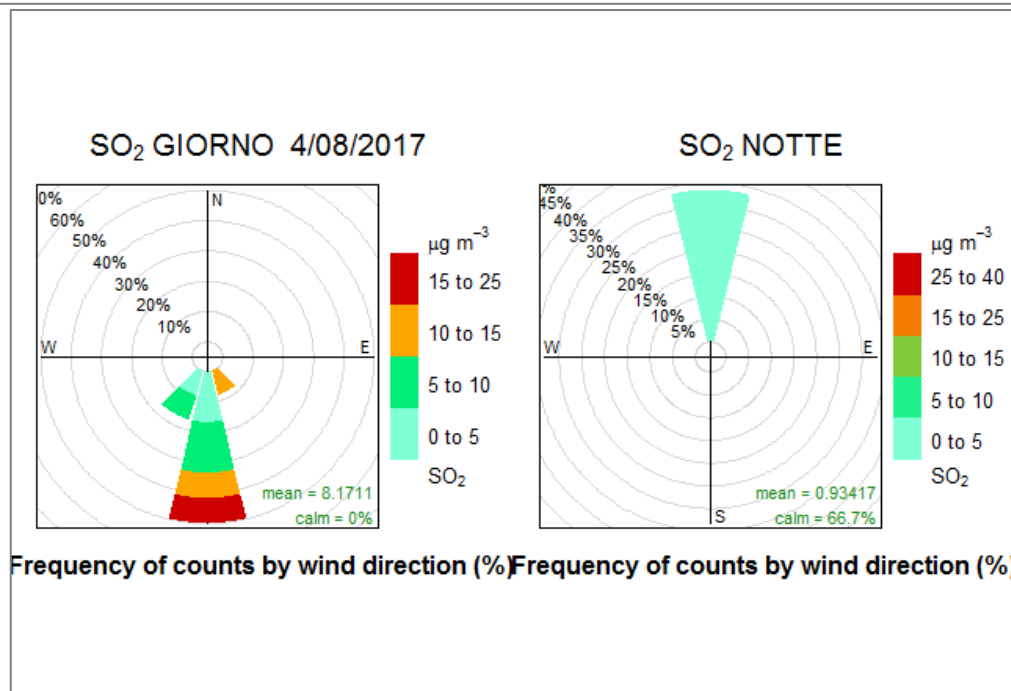 SO₂ GIORNO 4/08/2017
0%
60%
50%
40%
30%
20%
10%
N
W
E
mean = 8.1711
calm = 0%
μg m⁻³
15 to 25
10 to 15
5 to 10
0 to 5
SO₂
Frequency of counts by wind direction (%)
SO₂ NOTTE
%
45%
40%
35%
30%
25%
20%
15%
10%
5%
W
E
S
mean = 0.93417
calm = 66.7%
μg m⁻³
25 to 40
15 to 25
10 to 15
5 to 10
0 to 5
SO₂
Frequency of counts by wind direction (%